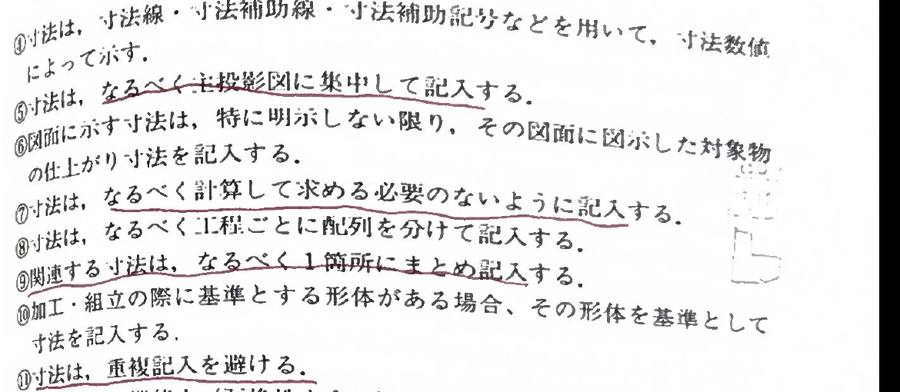 ④寸法は，寸法線・寸法補助線・寸法補助記号などを用いて，寸法数値
によって示す．
⑤寸法は，なるべく主投影図に集中して記入する．
⑥図面に示す寸法は，特に明示しない限り，その図面に図示した対象物
の仕上がり寸法を記入する．
⑦寸法は，なるべく計算して求める必要のないように記入する．
⑧寸法は，なるべく工程ごとに配列を分けて記入する．
⑨関連する寸法は，なるべく1箇所にまとめ記入する．
⑩加工・組立の際に基準とする形体がある場合、その形体を基準として
寸法を記入する．
⑪寸法は，重複記入を避ける．